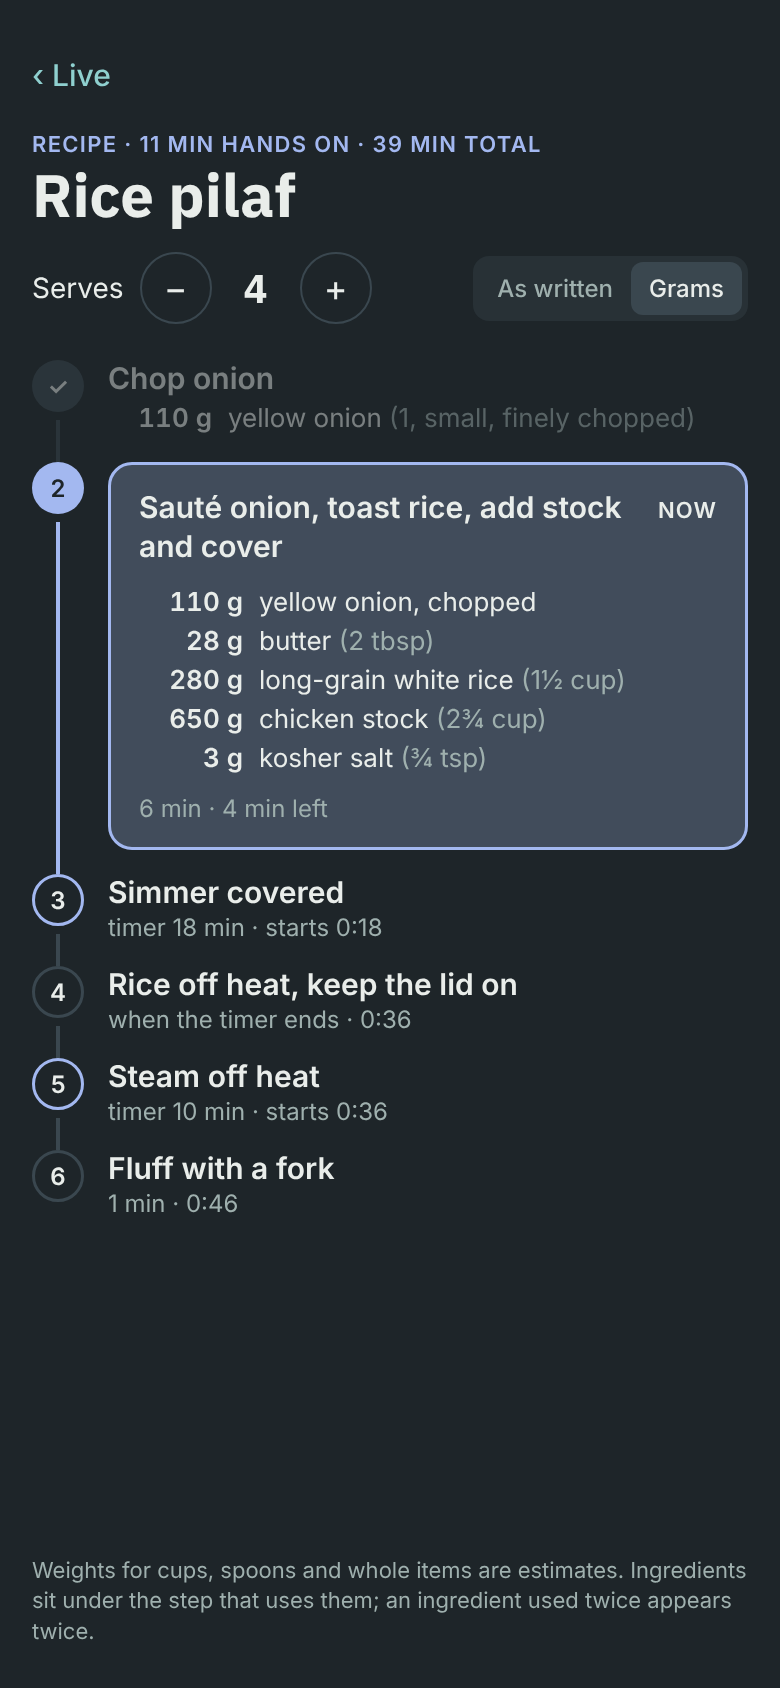 ‹ Live
RECIPE · 11 MIN HANDS ON · 39 MIN TOTAL
Rice pilaf
Serves − 4 + As written Grams
Chop onion
110 g yellow onion (1, small, finely chopped)
2
Sauté onion, toast rice, add stock NOW
and cover
110 g yellow onion, chopped
28 g butter (2 tbsp)
280 g long-grain white rice (1½ cup)
650 g chicken stock (2¾ cup)
3 g kosher salt (¾ tsp)
6 min · 4 min left
3 Simmer covered
timer 18 min · starts 0:18
4 Rice off heat, keep the lid on
when the timer ends · 0:36
5 Steam off heat
timer 10 min · starts 0:36
6 Fluff with a fork
1 min · 0:46
Weights for cups, spoons and whole items are estimates. Ingredients
sit under the step that uses them; an ingredient used twice appears
twice.